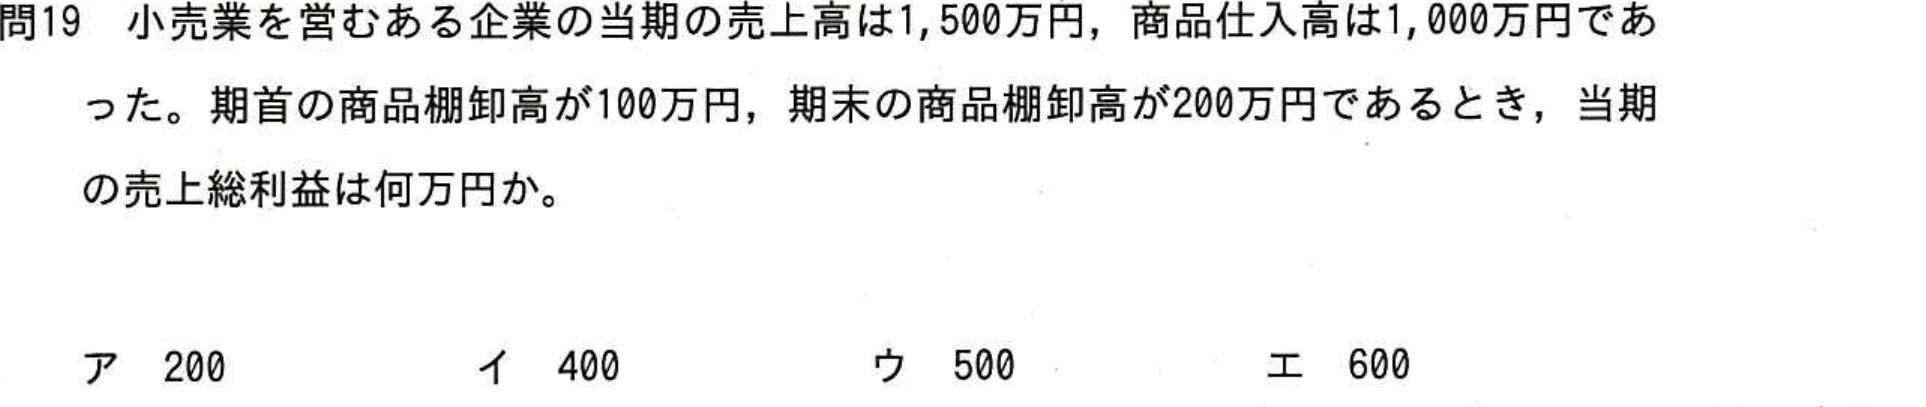 問19 小売業を営むある企業の当期の売上高は1,500万円，商品仕入高は1,000万円であ
った。期首の商品棚卸高が100万円，期末の商品棚卸高が200万円であるとき，当期
の売上総利益は何万円か。
ア 200 イ 400 ウ 500 エ 600